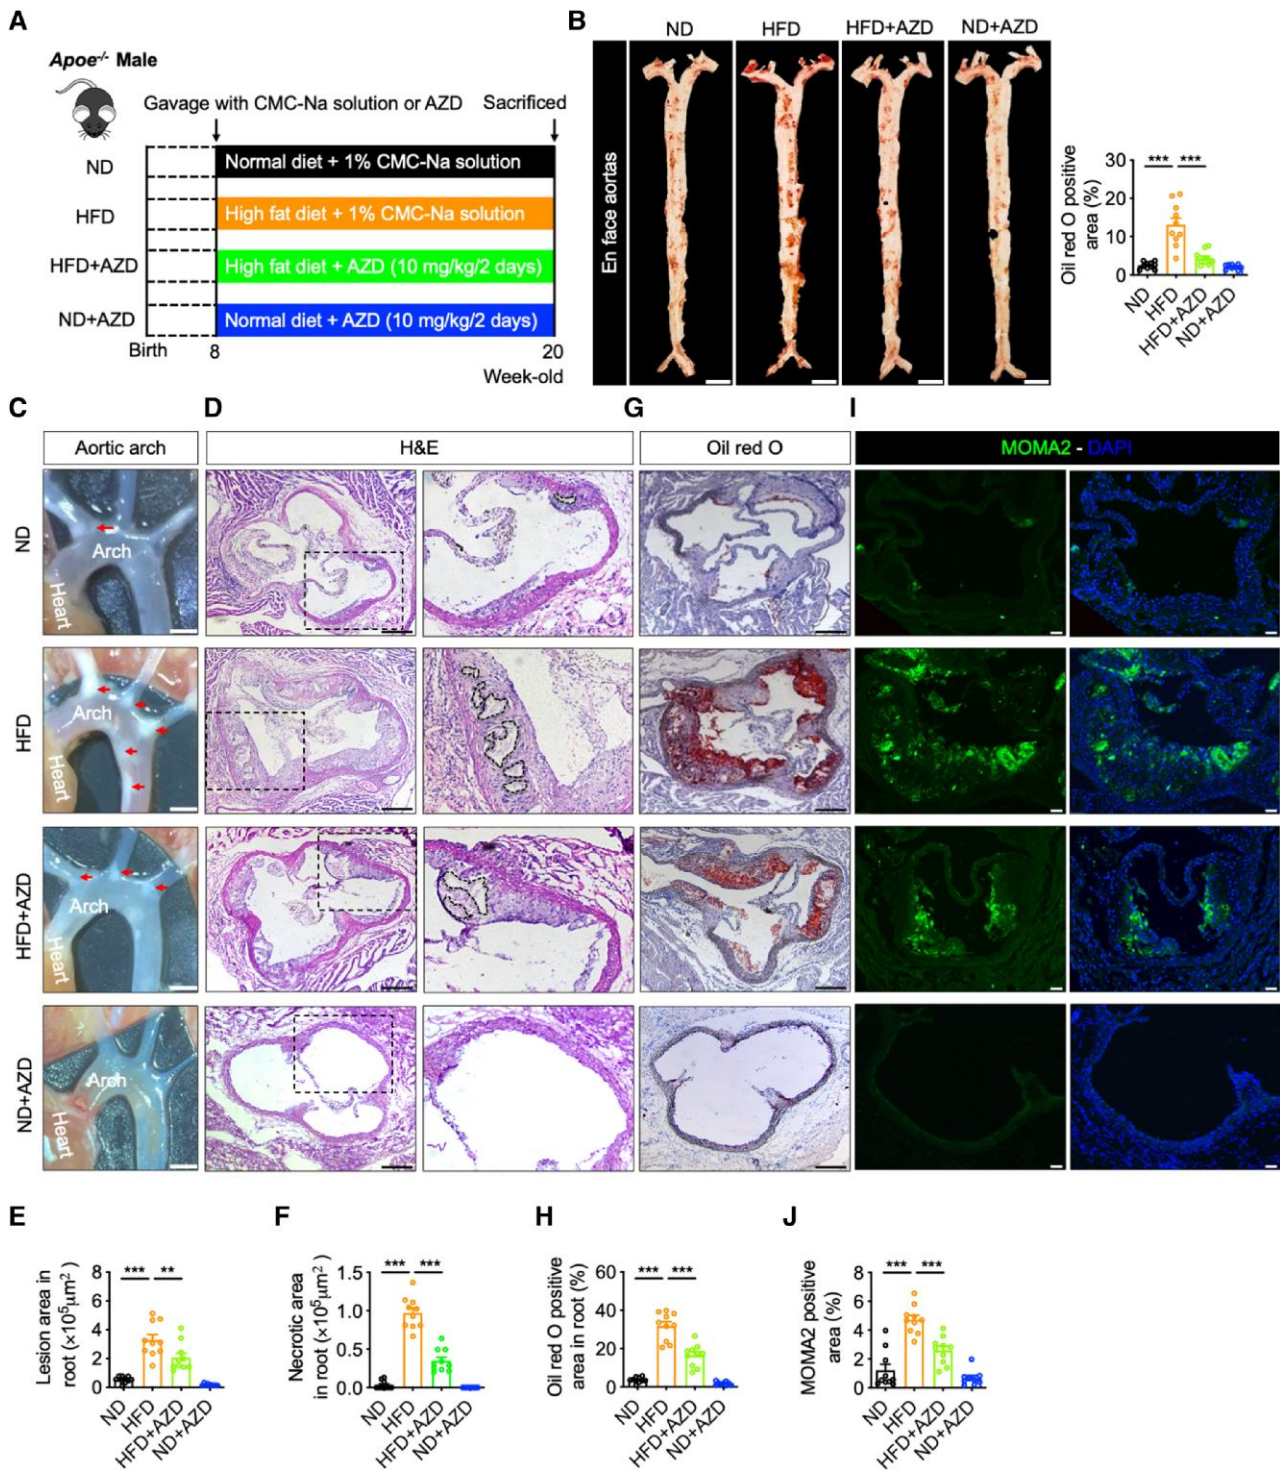 A
Apoe-/- Male
Gavage with CMC-Na solution or AZD
Sacrificed
ND
Normal diet + 1% CMC-Na solution
HFD
High fat diet + 1% CMC-Na solution
HFD+AZD
High fat diet + AZD (10 mg/kg/2 days)
ND+AZD
Normal diet + AZD (10 mg/kg/2 days)
Birth
8
20
Week-old
B
ND
HFD
HFD+AZD
ND+AZD
En face aortas
Oil red O positive
area (%)
30
20
10
0
***
***
ND
HFD
HFD+AZD
ND+AZD
C
D
G
I
Aortic arch
H&E
Oil red O
MOMA2 - DAPI
ND
Arch
Heart
HFD
Arch
Heart
HFD+AZD
Arch
Heart
ND+AZD
Arch
Heart
E
Lesion area in
root (×10⁵μm²)
8
6
4
2
0
***
**
ND
HFD
HFD+AZD
ND+AZD
F
Necrotic area
in root (×10⁵μm²)
1.5
1.0
0.5
0.0
***
***
ND
HFD
HFD+AZD
ND+AZD
H
Oil red O positive
area in root (%)
60
40
20
0
***
***
ND
HFD
HFD+AZD
ND+AZD
J
MOMA2 positive
area (%)
8
6
4
2
0
***
***
ND
HFD
HFD+AZD
ND+AZD